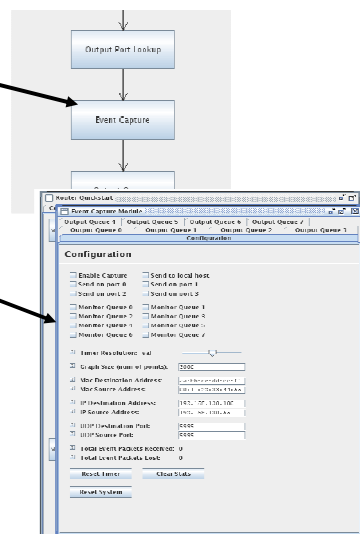 Output Port Lookup
Event Capture
Router Quickstart
Event Capture Module
Output Queue 4 Output Queue 5 Output Queue 6 Output Queue 7
Output Queue 0 Output Queue 1 Output Queue 2 Output Queue 3
Configuration
Configuration
Enable Capture Send to local host
Send on port 0 Send on port 1
Send on port 2 Send on port 3
Monitor Queue 0 Monitor Queue 1
Monitor Queue 2 Monitor Queue 3
Monitor Queue 4 Monitor Queue 5
Monitor Queue 6 Monitor Queue 7
Timer Resolution:
Graph Size (num of points):
Mac Destination Address:
Mac Source Address:
IP Destination Address:
IP Source Address:
UDP Destination Port: 9999
UDP Source Port: 9999
Total Event Packets Received: 0
Total Event Packets Lost: 0
Reset Timer Clear Stats
Reset System